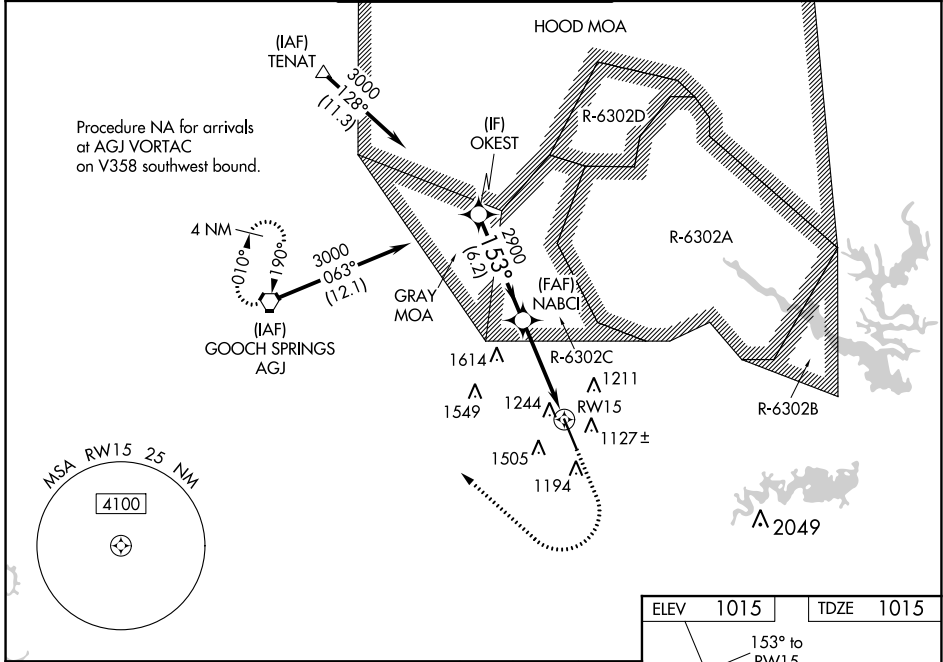 HOOD MOA
(IAF)
TENAT
3000
128°
(11.3)
Procedure NA for arrivals
at AGJ VORTAC
on V358 southwest bound.
R-6302D
(IF)
OKEST
4 NM
010°
190°
3000
063°
(12.1)
2900
153°
(6.2)
R-6302A
GRAY
MOA
(FAF)
NABCI
(IAF)
GOOCH SPRINGS
AGJ
1614
R-6302C
1549
1211
1244
RW15
R-6302B
1127±
1505
1194
MSA RW15 25 NM
4100
2049
ELEV 1015
TDZE 1015
153° to
RW15